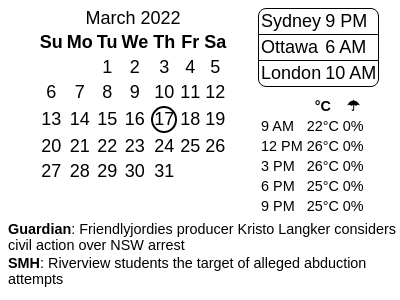 March 2022
Su Mo Tu We Th Fr Sa
1 2 3 4 5
6 7 8 9 10 11 12
13 14 15 16 17 18 19
20 21 22 23 24 25 26
27 28 29 30 31
Sydney 9 PM
Ottawa 6 AM
London 10 AM
°C ☂
9 AM 22°C 0%
12 PM 26°C 0%
3 PM 26°C 0%
6 PM 25°C 0%
9 PM 25°C 0%
Guardian: Friendlyjordies producer Kristo Langker considers
civil action over NSW arrest
SMH: Riverview students the target of alleged abduction
attempts